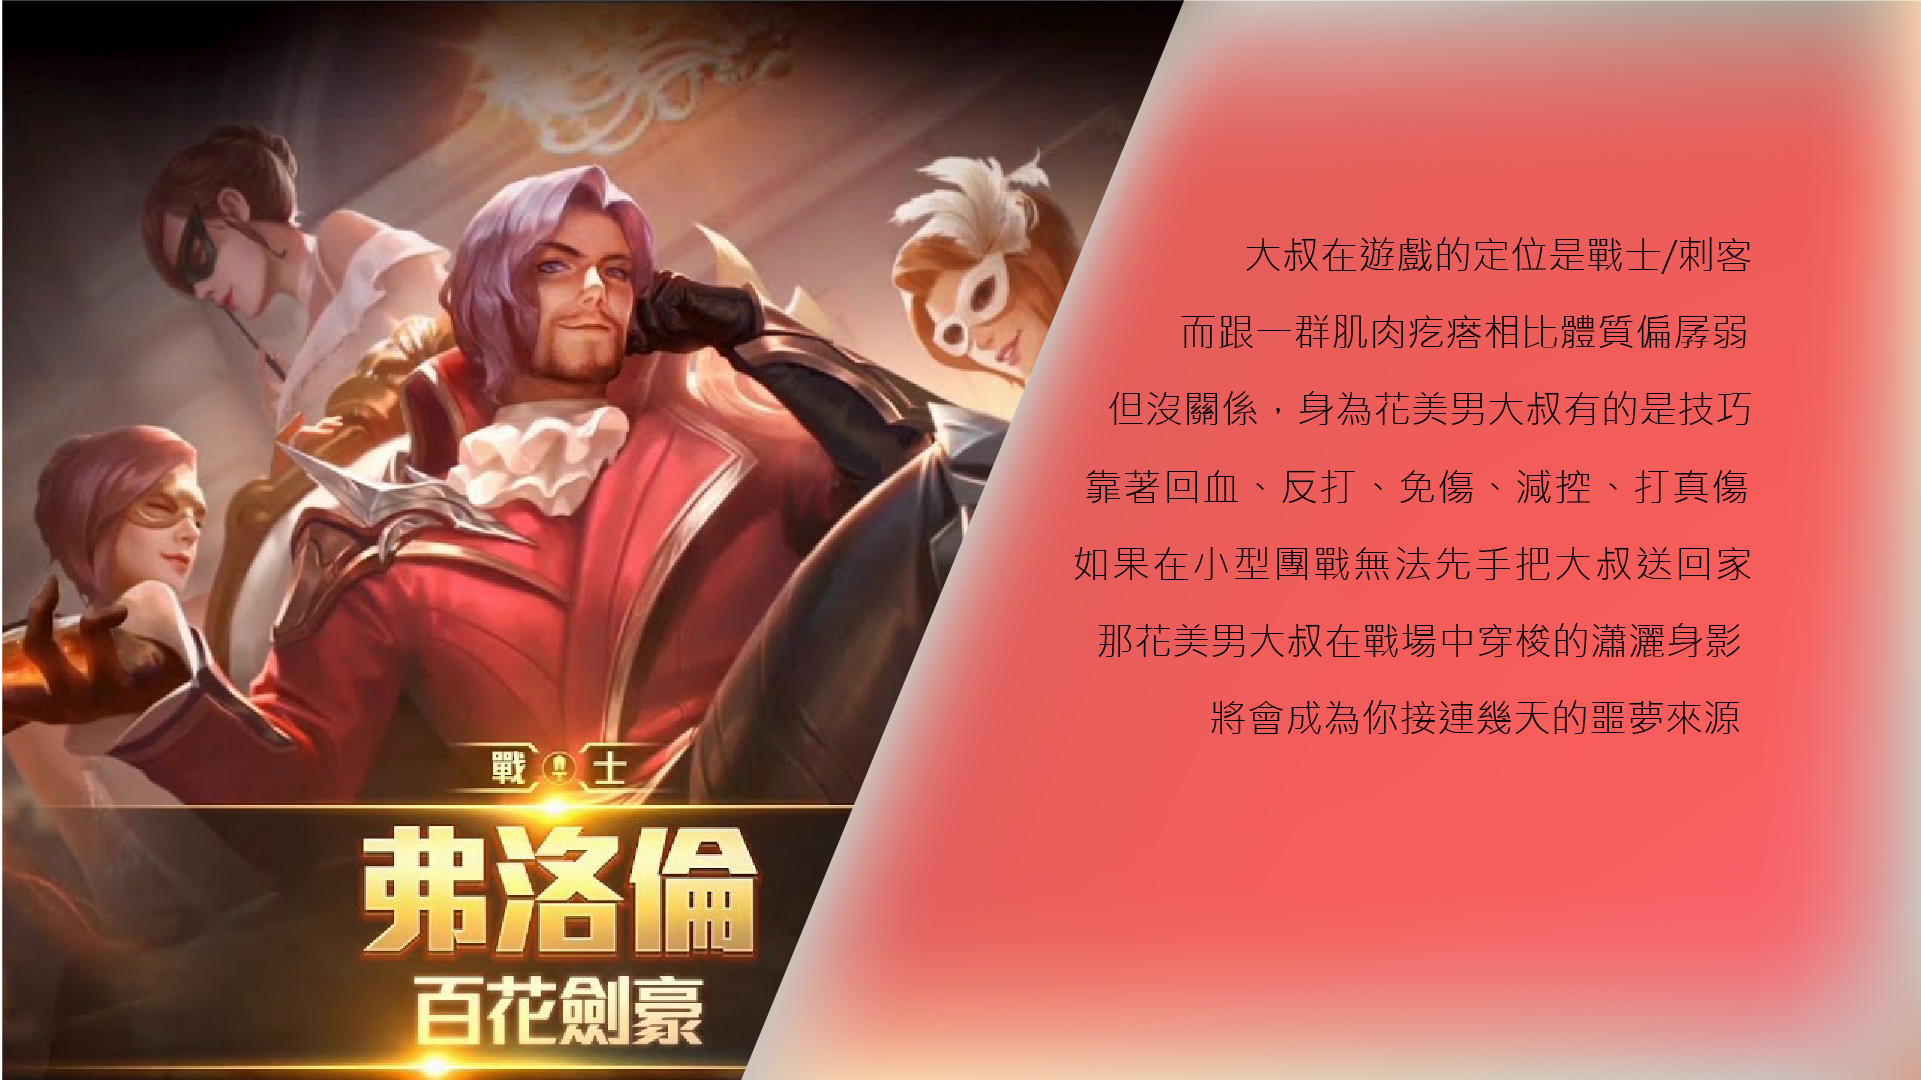 大叔在遊戲的定位是戰士/刺客
而跟一群肌肉疙瘩相比體質偏孱弱
但沒關係，身為花美男大叔有的是技巧
靠著回血、反打、免傷、減控、打真傷
如果在小型團戰無法先手把大叔送回家
那花美男大叔在戰場中穿梭的瀟灑身影
將會成為你接連幾天的噩夢來源
戰士
弗洛倫
百花劍豪